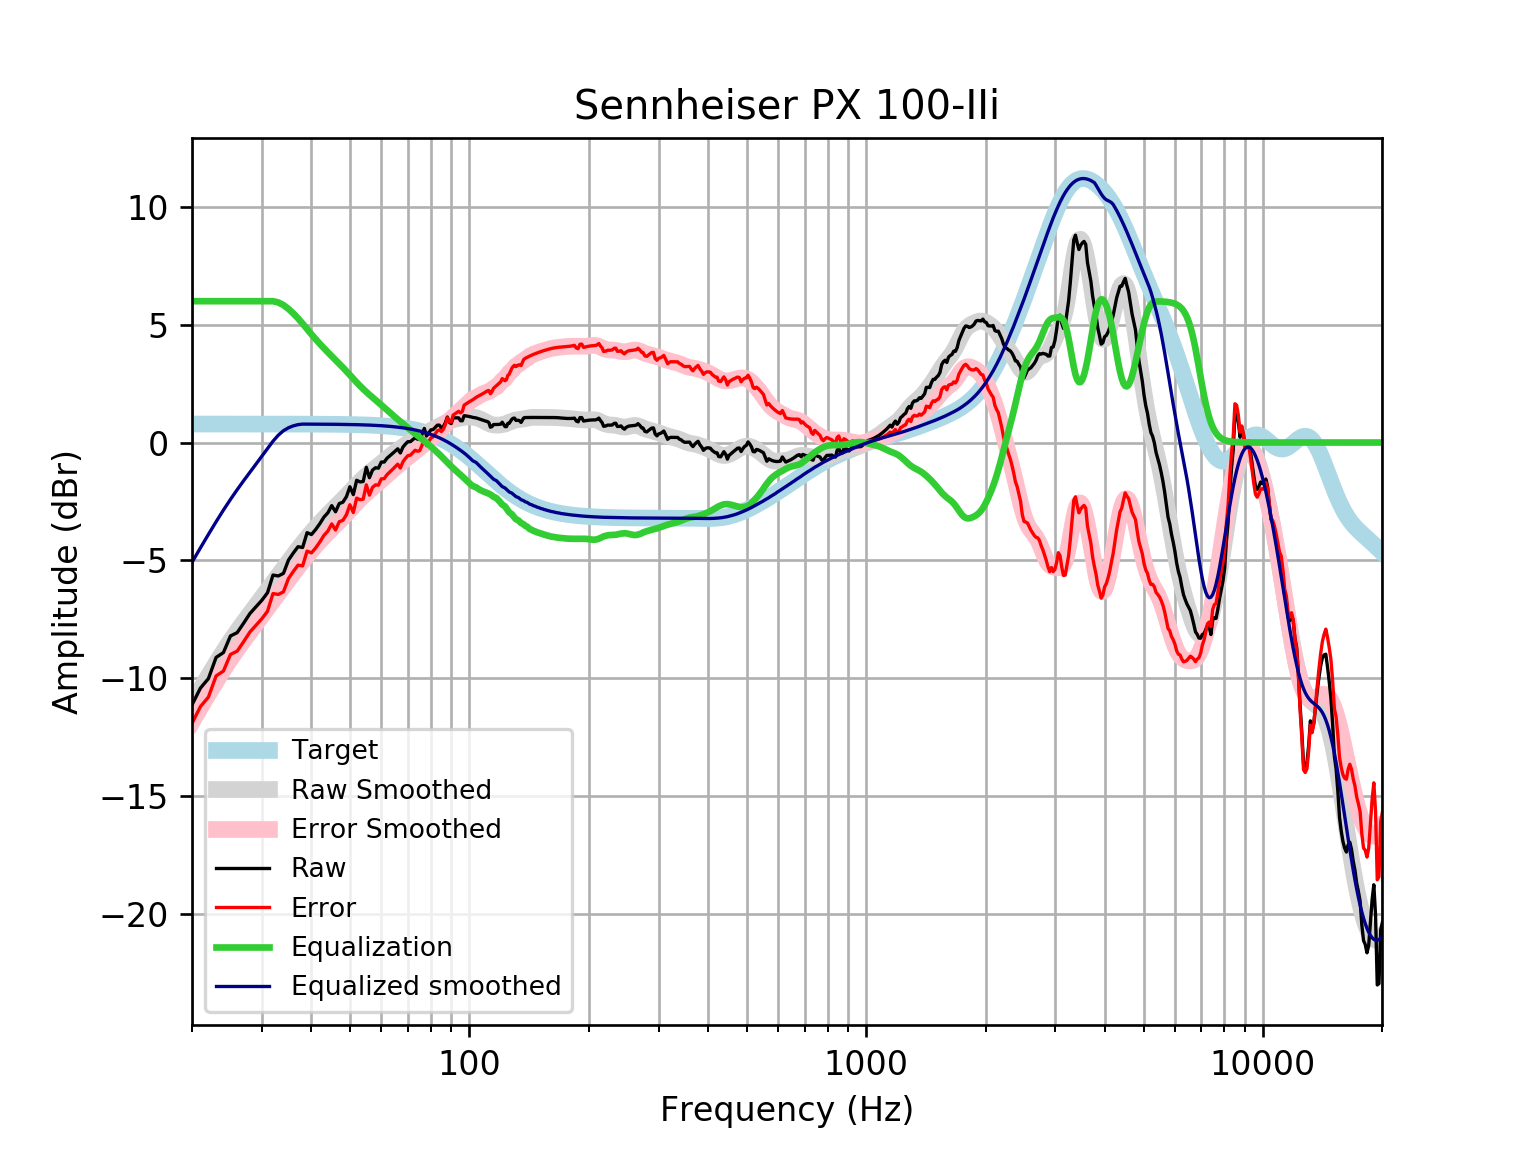 Sennheiser PX 100-IIi
Amplitude (dBr)
10
5
0
−5
−10
−15
−20
Target
Raw Smoothed
Error Smoothed
Raw
Error
Equalization
Equalized smoothed
100 1000 10000
Frequency (Hz)